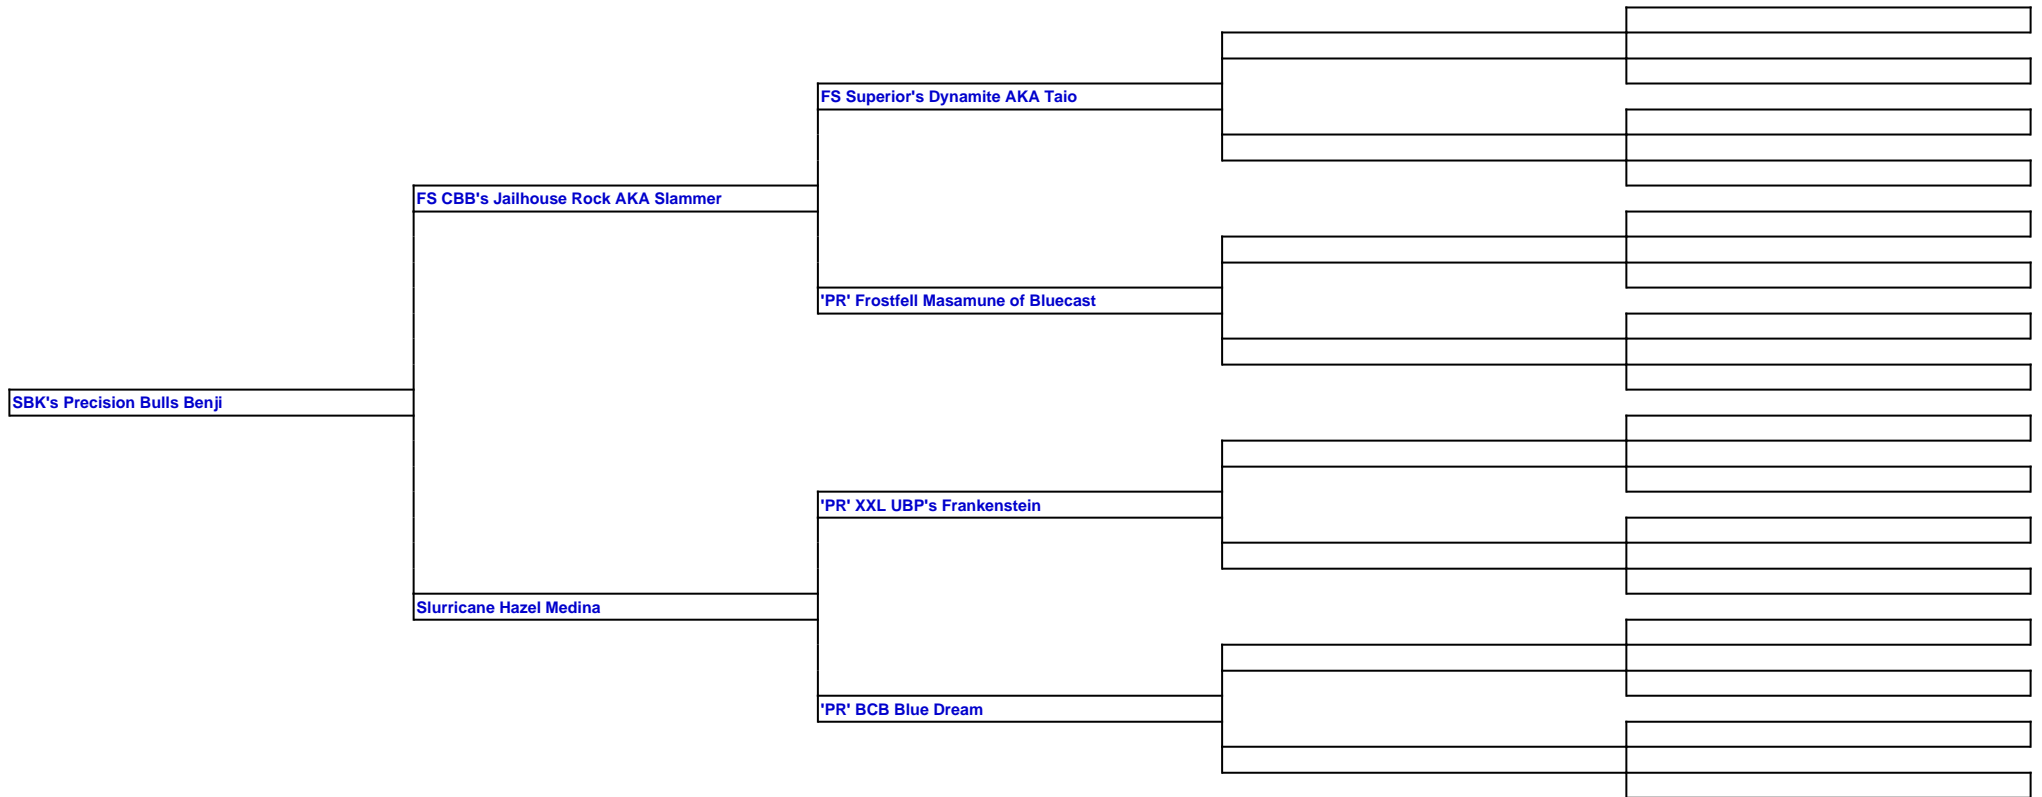 FS Superior's Dynamite AKA Taio
FS CBB's Jailhouse Rock AKA Slammer
'PR' Frostfell Masamune of Bluecast
SBK's Precision Bulls Benji
'PR' XXL UBP's Frankenstein
Slurricane Hazel Medina
'PR' BCB Blue Dream